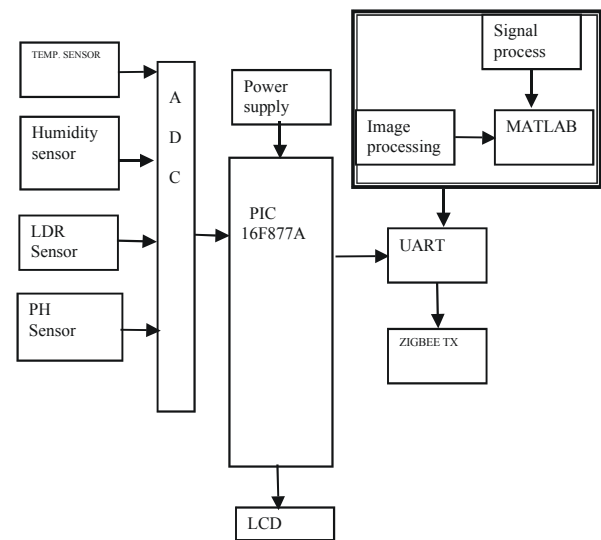 TEMP. SENSOR
Humidity
sensor
LDR
Sensor
PH
Sensor
A
D
C
Power
supply
PIC
16F877A
LCD
Signal
process
Image
processing
MATLAB
UART
ZIGBEE TX